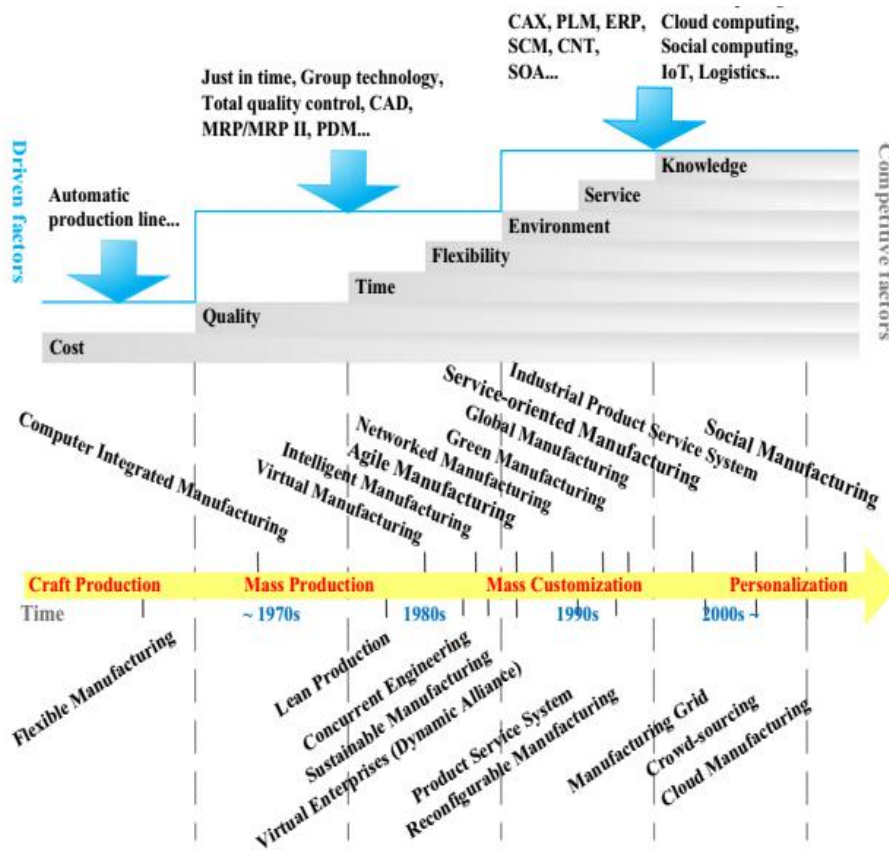 CAX, PLM, ERP,
SCM, CNT,
SOA...
Cloud computing,
Social computing,
IoT, Logistics...
Just in time, Group technology,
Total quality control, CAD,
MRP/MRP II, PDM...
Automatic
production line...
Driven factors
Competitive factors
Knowledge
Service
Environment
Flexibility
Time
Quality
Cost
Computer Integrated Manufacturing
Virtual Manufacturing
Intelligent Manufacturing
Agile Manufacturing
Networked Manufacturing
Green Manufacturing
Global Manufacturing
Service-oriented Manufacturing
Industrial Product Service System
Social Manufacturing
Craft Production
Mass Production
Mass Customization
Personalization
Time
~ 1970s
1980s
1990s
2000s ~
Flexible Manufacturing
Lean Production
Concurrent Engineering
Sustainable Manufacturing
Virtual Enterprises (Dynamic Alliance)
Product Service System
Reconfigurable Manufacturing
Manufacturing Grid
Crowd-sourcing
Cloud Manufacturing